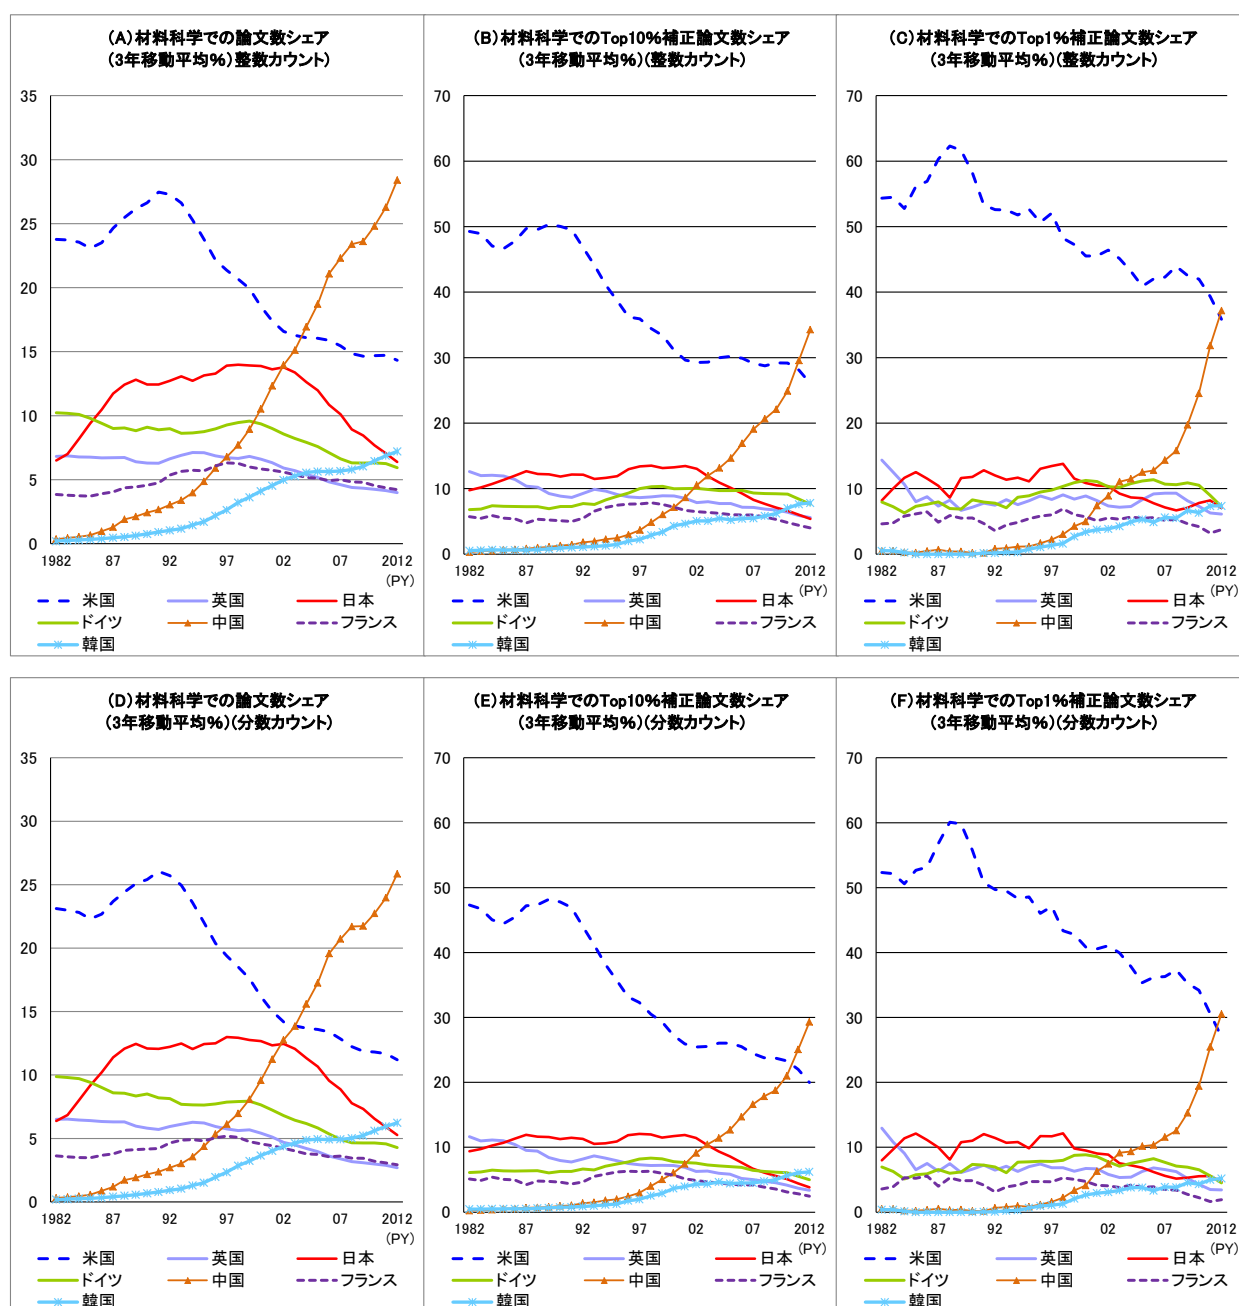 (A)材料科学での論文数シェア
(3年移動平均%)(整数カウント)
35
30
25
20
15
10
5
0
1982 87 92 97 02 07 2012
(PY)
米国 英国 日本
ドイツ 中国 フランス
韓国
(B)材料科学でのTop10%補正論文数シェア
(3年移動平均%)(整数カウント)
70
60
50
40
30
20
10
0
1982 87 92 97 02 07 2012
(PY)
米国 英国 日本
ドイツ 中国 フランス
韓国
(C)材料科学でのTop1%補正論文数シェア
(3年移動平均%)(整数カウント)
70
60
50
40
30
20
10
0
1982 87 92 97 02 07 2012
(PY)
米国 英国 日本
ドイツ 中国 フランス
韓国
(D)材料科学での論文数シェア
(3年移動平均%)(分数カウント)
35
30
25
20
15
10
5
0
1982 87 92 97 02 07 2012
(PY)
米国 英国 日本
ドイツ 中国 フランス
韓国
(E)材料科学でのTop10%補正論文数シェア
(3年移動平均%)(分数カウント)
70
60
50
40
30
20
10
0
1982 87 92 97 02 07 2012
(PY)
米国 英国 日本
ドイツ 中国 フランス
韓国
(F)材料科学でのTop1%補正論文数シェア
(3年移動平均%)(分数カウント)
70
60
50
40
30
20
10
0
1982 87 92 97 02 07 2012
(PY)
米国 英国 日本
ドイツ 中国 フランス
韓国